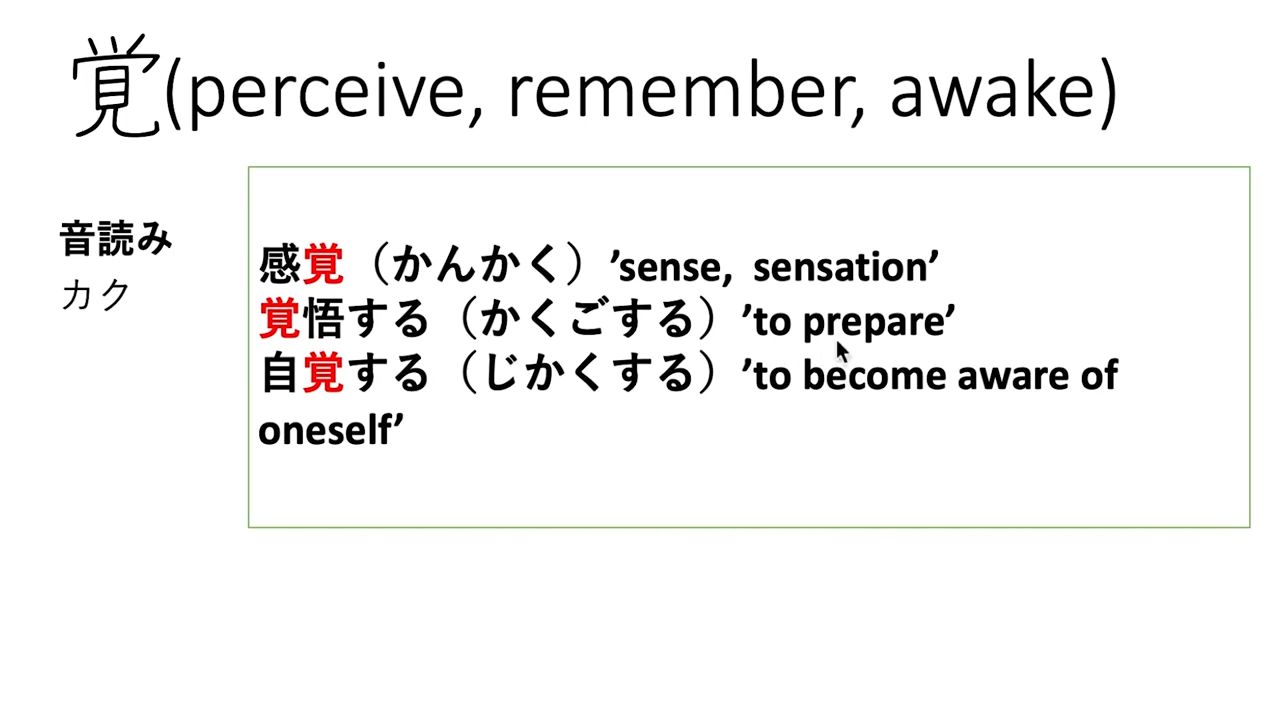 覚(perceive, remember, awake)
音読み
カク
感覚（かんかく）’sense,  sensation’
覚悟する（かくごする）’to prepare’
自覚する（じかくする）’to become aware of
oneself’